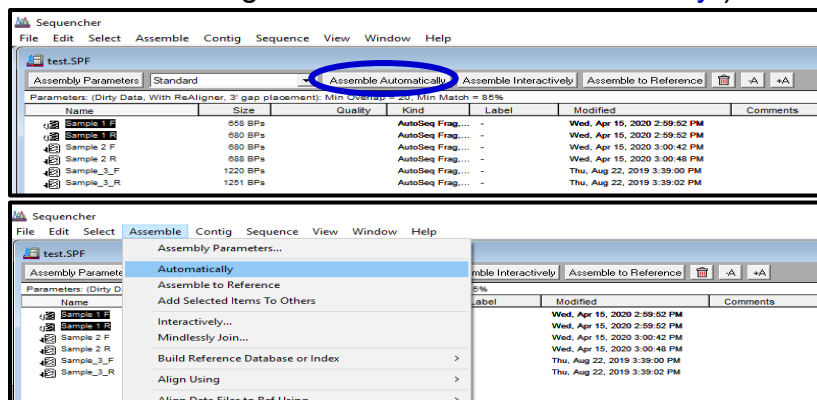 Sequencher
File Edit Select Assemble Contig Sequence View Window Help
test.SPF
Assembly Parameters Standard Assemble Automatically Assemble Interactively Assemble to Reference -A +A
Parameters: (Dirty Data, With ReAligner, 3' gap placement): Min Overlap = 20, Min Match = 85%
Name Size Quality Kind Label Modified Comments
Sample 1 F 658 BPs AutoSeq Frag,... - Wed, Apr 15, 2020 2:59:52 PM
Sample 1 R 680 BPs AutoSeq Frag,... - Wed, Apr 15, 2020 2:59:52 PM
Sample 2 F 680 BPs AutoSeq Frag,... - Wed, Apr 15, 2020 3:00:42 PM
Sample 2 R 688 BPs AutoSeq Frag,... - Wed, Apr 15, 2020 3:00:48 PM
Sample_3_F 1220 BPs AutoSeq Frag,... - Thu, Aug 22, 2019 3:39:00 PM
Sample_3_R 1251 BPs AutoSeq Frag,... - Thu, Aug 22, 2019 3:39:02 PM
Sequencher
File Edit Select Assemble Contig Sequence View Window Help
test.SPF
Assembly Parameters...
Assembly Paramete Automatically mble Interactively Assemble to Reference -A +A
Parameters: (Dirty D Assemble to Reference 5%
Name Add Selected Items To Others Label Modified Comments
Sample 1 F Wed, Apr 15, 2020 2:59:52 PM
Sample 1 R Interactively... Wed, Apr 15, 2020 2:59:52 PM
Sample 2 F Mindlessly Join... Wed, Apr 15, 2020 3:00:42 PM
Sample 2 R Wed, Apr 15, 2020 3:00:48 PM
Sample_3_F Build Reference Database or Index > Thu, Aug 22, 2019 3:39:00 PM
Sample_3_R Thu, Aug 22, 2019 3:39:02 PM
Align Using >
Align Data Files to Ref Using